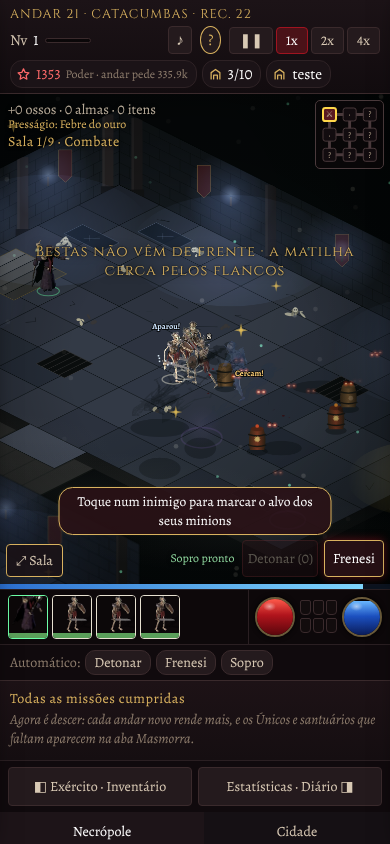 ANDAR 21 · CATACUMBAS · REC. 22
Nv 1
♪
?
1x
2x
4x
1353 Poder · andar pede 335.9k
3/10
teste
+0 ossos · 0 almas · 0 itens
Presságio: Febre do ouro
Sala 1/9 · Combate
BESTAS NÃO VÊM DE FRENTE · A MATILHA
CERCA PELOS FLANCOS
Aparou!
8
Cercam!
Toque num inimigo para marcar o alvo dos
seus minions
Sala
Sopro pronto
Detonar (0)
Frenesi
Automático:
Detonar
Frenesi
Sopro
Todas as missões cumpridas
Agora é descer: cada andar novo rende mais, e os Únicos e santuários que
faltam aparecem na aba Masmorra.
Exército · Inventário
Estatísticas · Diário
Necrópole
Cidade